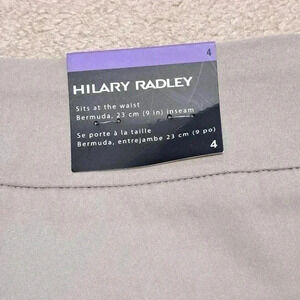 4
HILARY RADLEY
Sits at the waist
Bermuda, 23 cm (9 in) inseam
Se porte à la taille
Bermuda, entrejambe 23 cm (9 po)
4